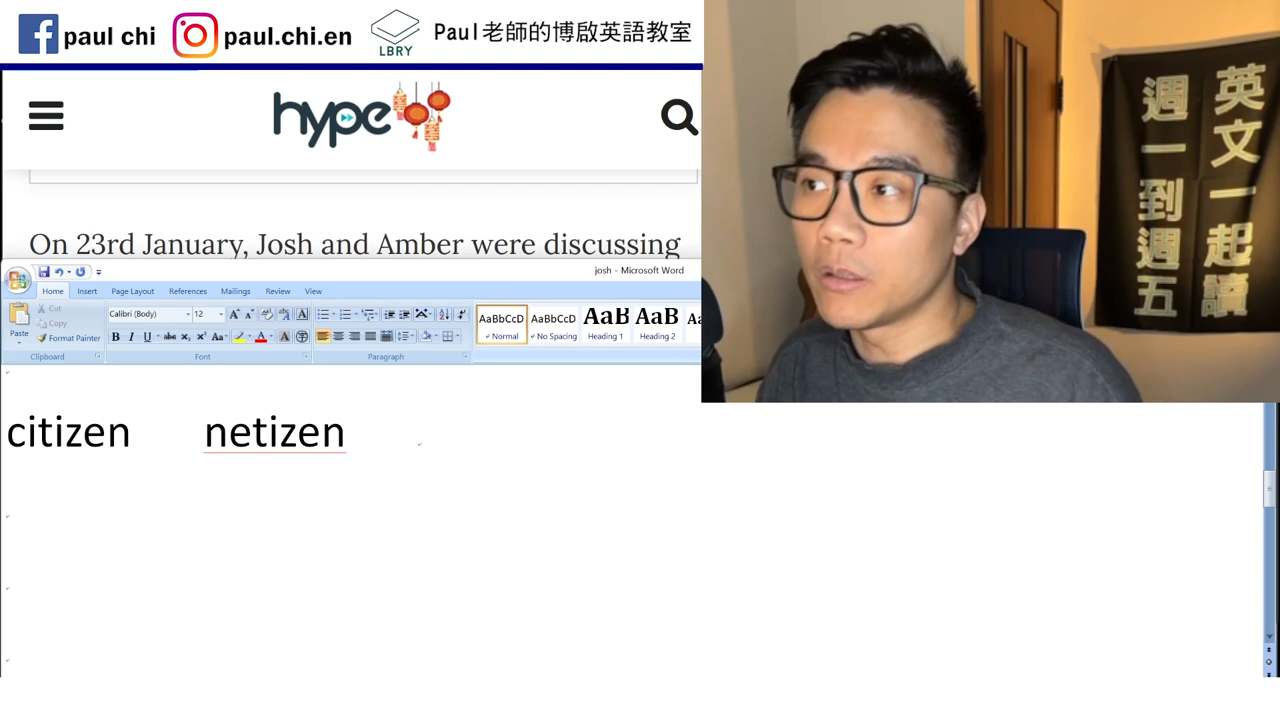 paul chi
paul.chi.en
LBRY
Paul老師的博啟英語教室
hype
On 23rd January, Josh and Amber were discussing
josh - Microsoft Word
Home Insert Page Layout References Mailings Review View
Paste
Cut
Copy
Format Painter
Clipboard
Calibri (Body) 12
Font
Paragraph
AaBbCcD AaBbCcD AaB AaB
Normal No Spacing Heading 1 Heading 2
citizen netizen
英文一起讀
週一到週五